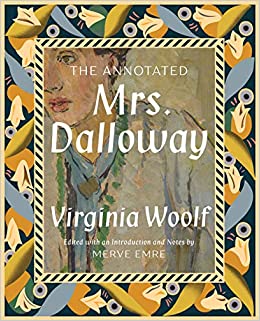 THE ANNOTATED
Mrs.
Dalloway
Virginia Woolf
Edited with an Introduction and Notes by
MERVE EMRE